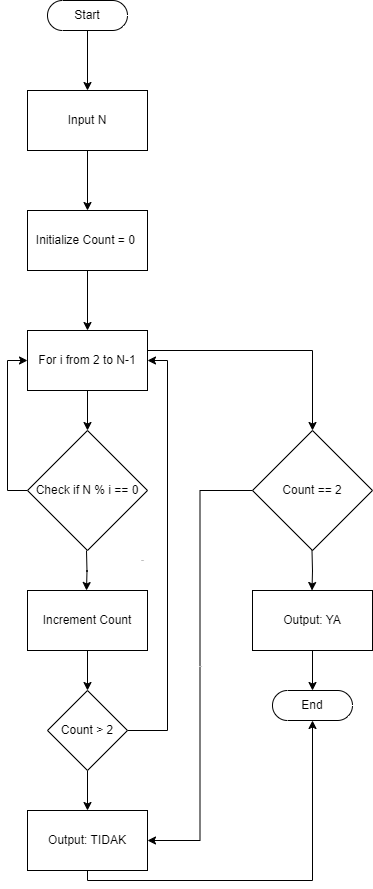 Start
Input N
Initialize Count = 0
For i from 2 to N-1
Check if N % i == 0
Count == 2
Increment Count
Output: YA
Count > 2
End
Output: TIDAK